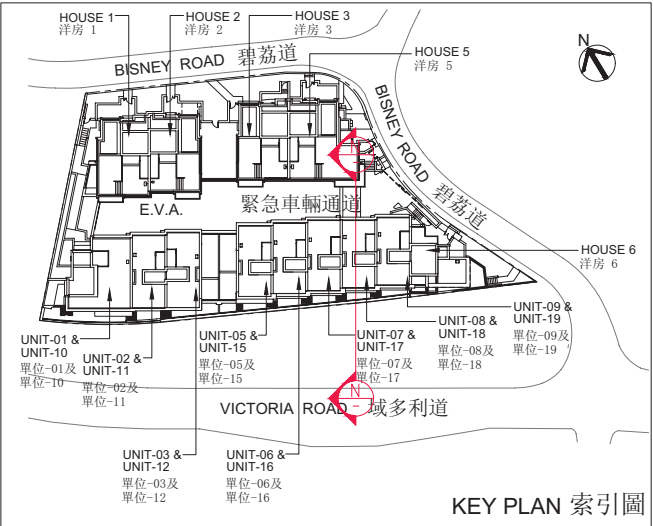 HOUSE 1
洋房 1
HOUSE 2
洋房 2
HOUSE 3
洋房 3
HOUSE 5
洋房 5
N
BISNEY ROAD 碧荔道
BISNEY ROAD 碧荔道
N
E.V.A. 緊急車輛通道
HOUSE 6
洋房 6
UNIT-01 &
UNIT-10
單位-01及
單位-10
UNIT-02 &
UNIT-11
單位-02及
單位-11
UNIT-05 &
UNIT-15
單位-05及
單位-15
UNIT-07 &
UNIT-17
單位-07及
單位-17
UNIT-08 &
UNIT-18
單位-08及
單位-18
UNIT-09 &
UNIT-19
單位-09及
單位-19
N
-
VICTORIA ROAD 域多利道
UNIT-03 &
UNIT-12
單位-03及
單位-12
UNIT-06 &
UNIT-16
單位-06及
單位-16
KEY PLAN 索引圖